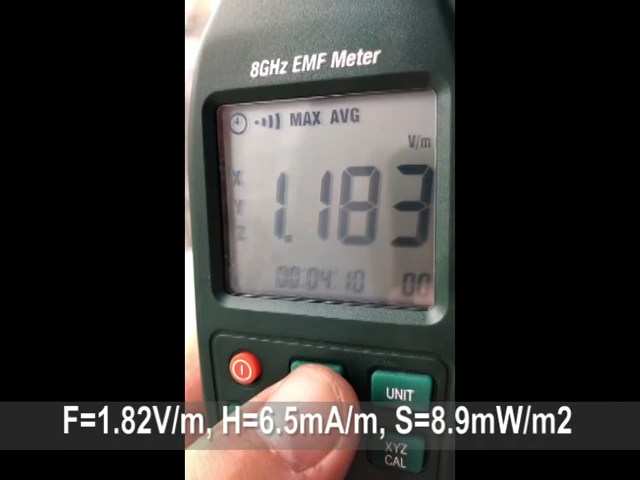 8GHz EMF Meter
MAX AVG
V/m
X
Y
Z
1.183
00:04:10 00
UNIT
F=1.82V/m, H=6.5mA/m, S=8.9mW/m2
XYZ
CAL